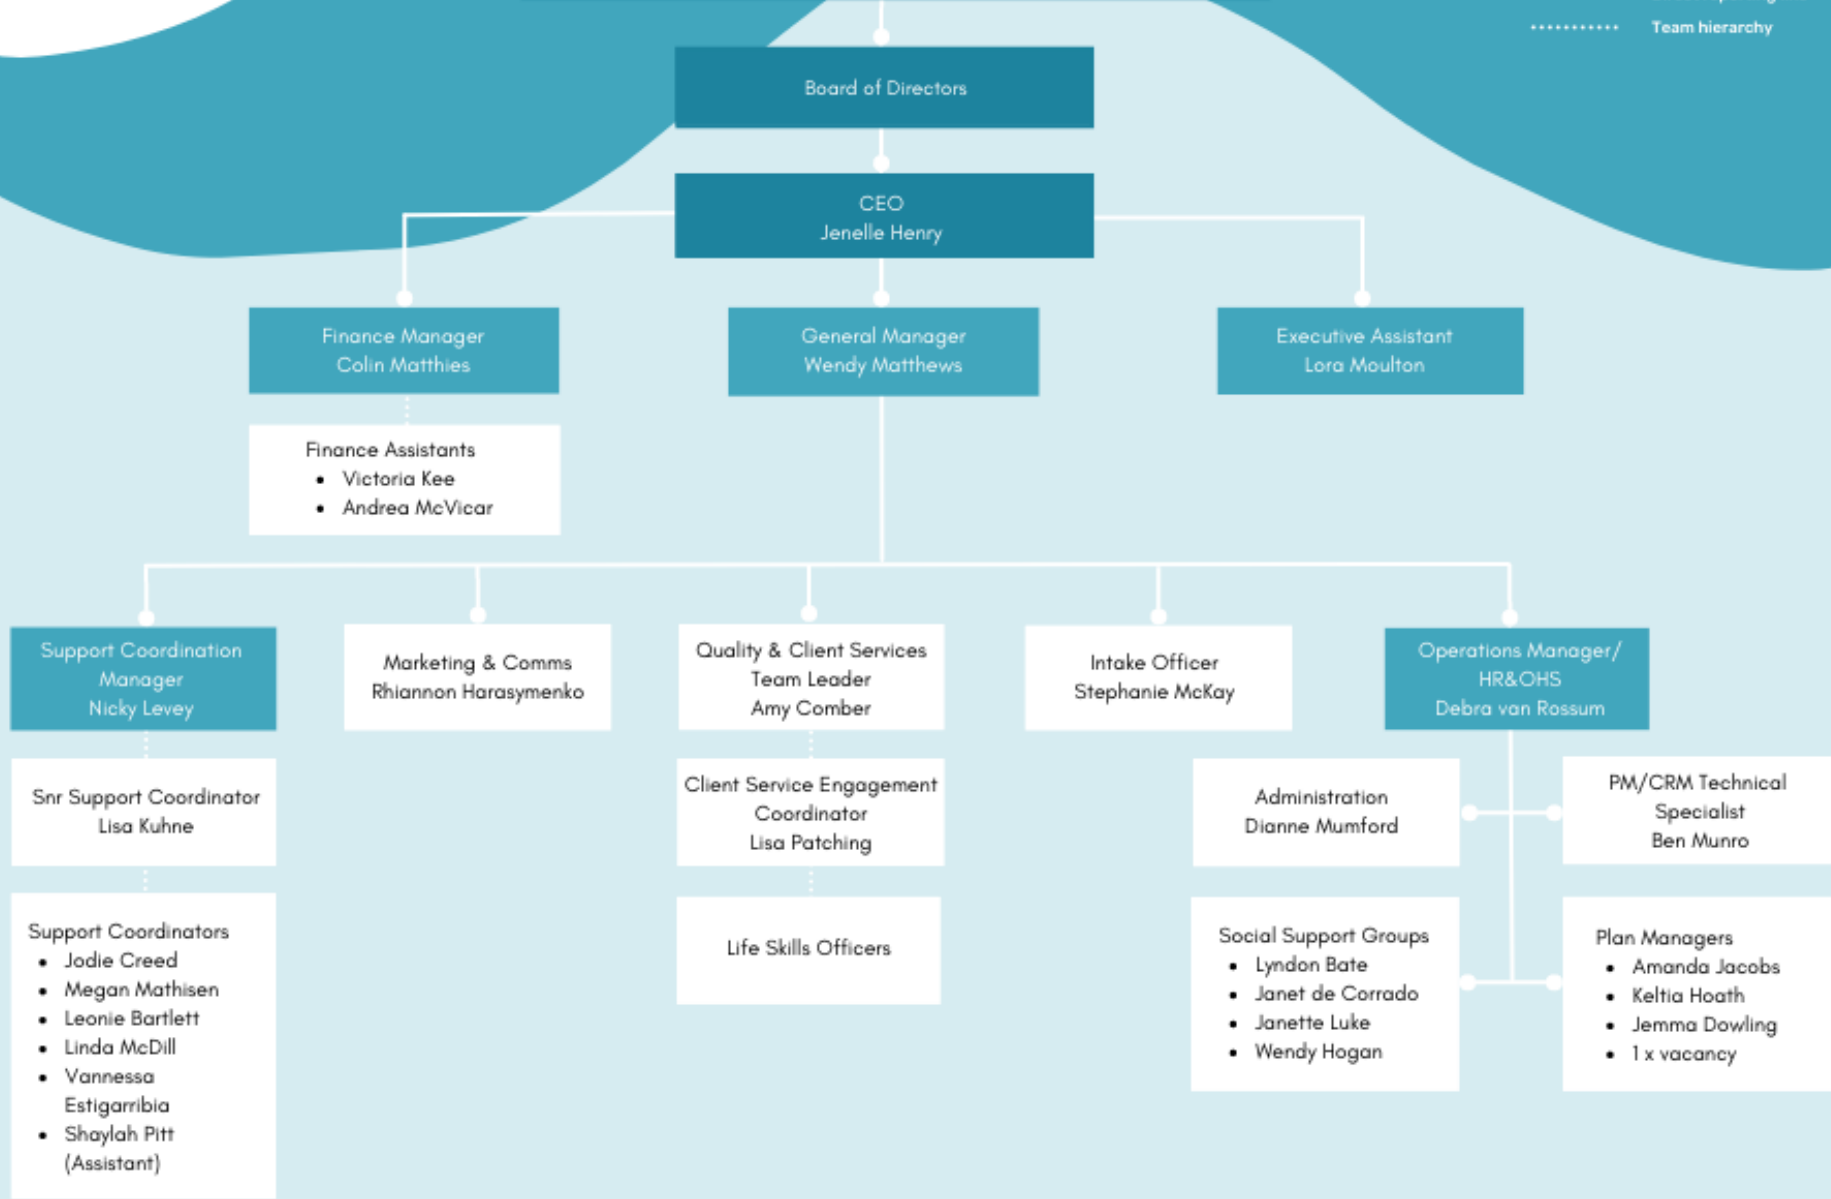 Team hierarchy
Board of Directors
CEO
Jenelle Henry
Finance Manager
Colin Matthies
General Manager
Wendy Matthews
Executive Assistant
Lora Moulton
Finance Assistants
• Victoria Kee
• Andrea McVicar
Support Coordination
Manager
Nicky Levey
Marketing & Comms
Rhiannon Harasymenko
Quality & Client Services
Team Leader
Amy Comber
Intake Officer
Stephanie McKay
Operations Manager/
HR&OHS
Debra van Rossum
Snr Support Coordinator
Lisa Kuhne
Client Service Engagement
Coordinator
Lisa Patching
Administration
Dianne Mumford
PM/CRM Technical
Specialist
Ben Munro
Support Coordinators
• Jodie Creed
• Megan Mathisen
• Leonie Bartlett
• Linda McDill
• Vannessa
Estigarribia
• Shaylah Pitt
(Assistant)
Life Skills Officers
Social Support Groups
• Lyndon Bate
• Janet de Corrado
• Janette Luke
• Wendy Hogan
Plan Managers
• Amanda Jacobs
• Keltia Hoath
• Jemma Dowling
• 1 x vacancy